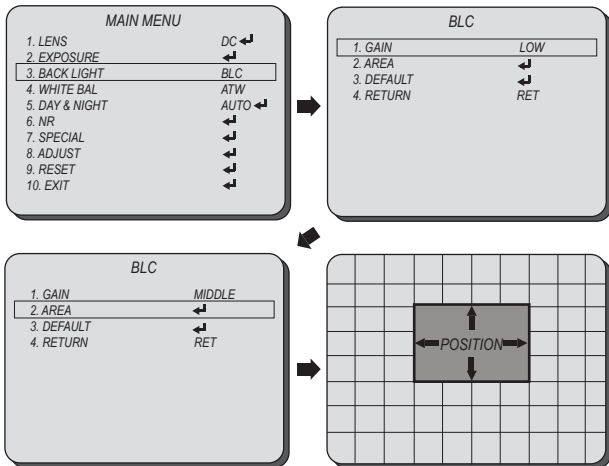 MAIN MENU
1. LENS DC
2. EXPOSURE
3. BACK LIGHT BLC
4. WHITE BAL ATW
5. DAY & NIGHT AUTO
6. NR
7. SPECIAL
8. ADJUST
9. RESET
10. EXIT
BLC
1. GAIN LOW
2. AREA
3. DEFAULT
4. RETURN RET
BLC
1. GAIN MIDDLE
2. AREA
3. DEFAULT
4. RETURN RET
POSITION